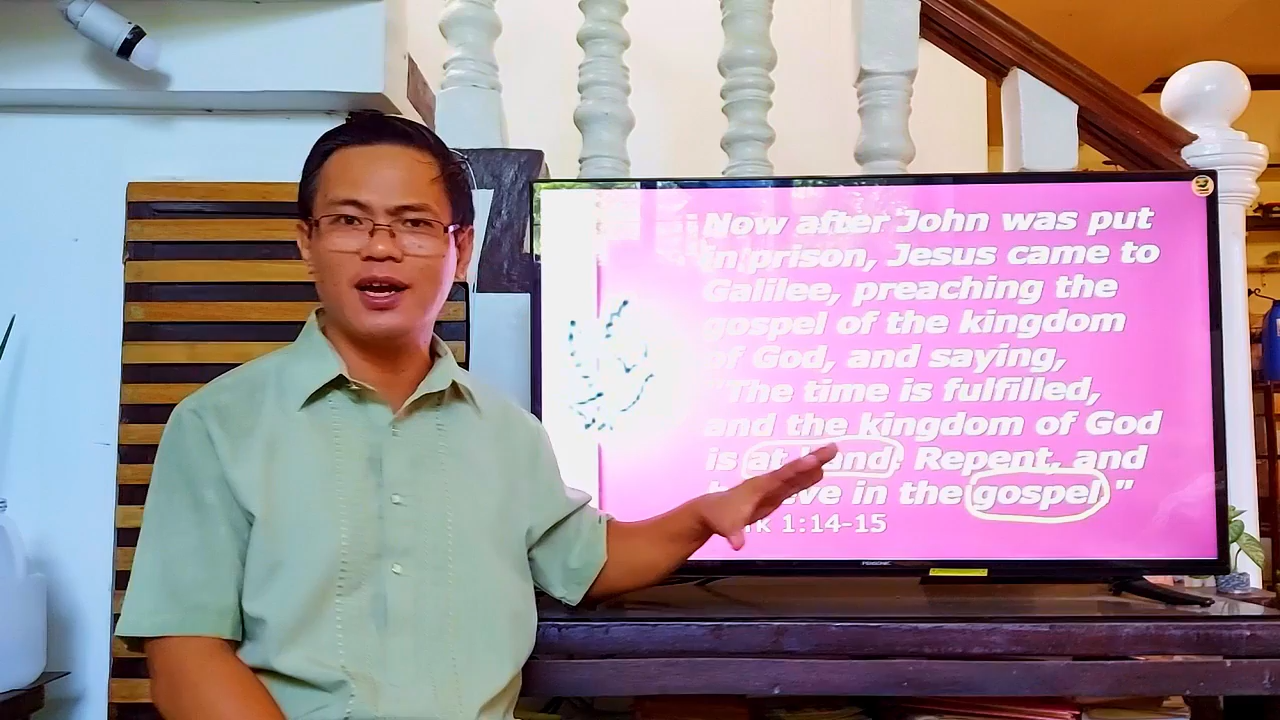 Now after John was put
in prison, Jesus came to
Galilee, preaching the
gospel of the kingdom
of God, and saying,
"The time is fulfilled,
and the kingdom of God
is at hand. Repent, and
in the gospel."
1:14-15